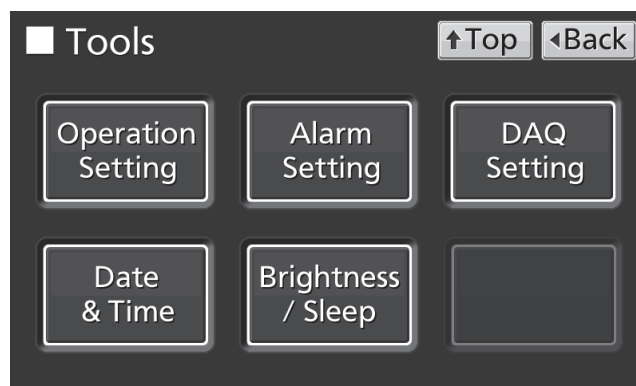 Tools
Top
Back
Operation
Setting
Alarm
Setting
DAQ
Setting
Date
& Time
Brightness
/ Sleep